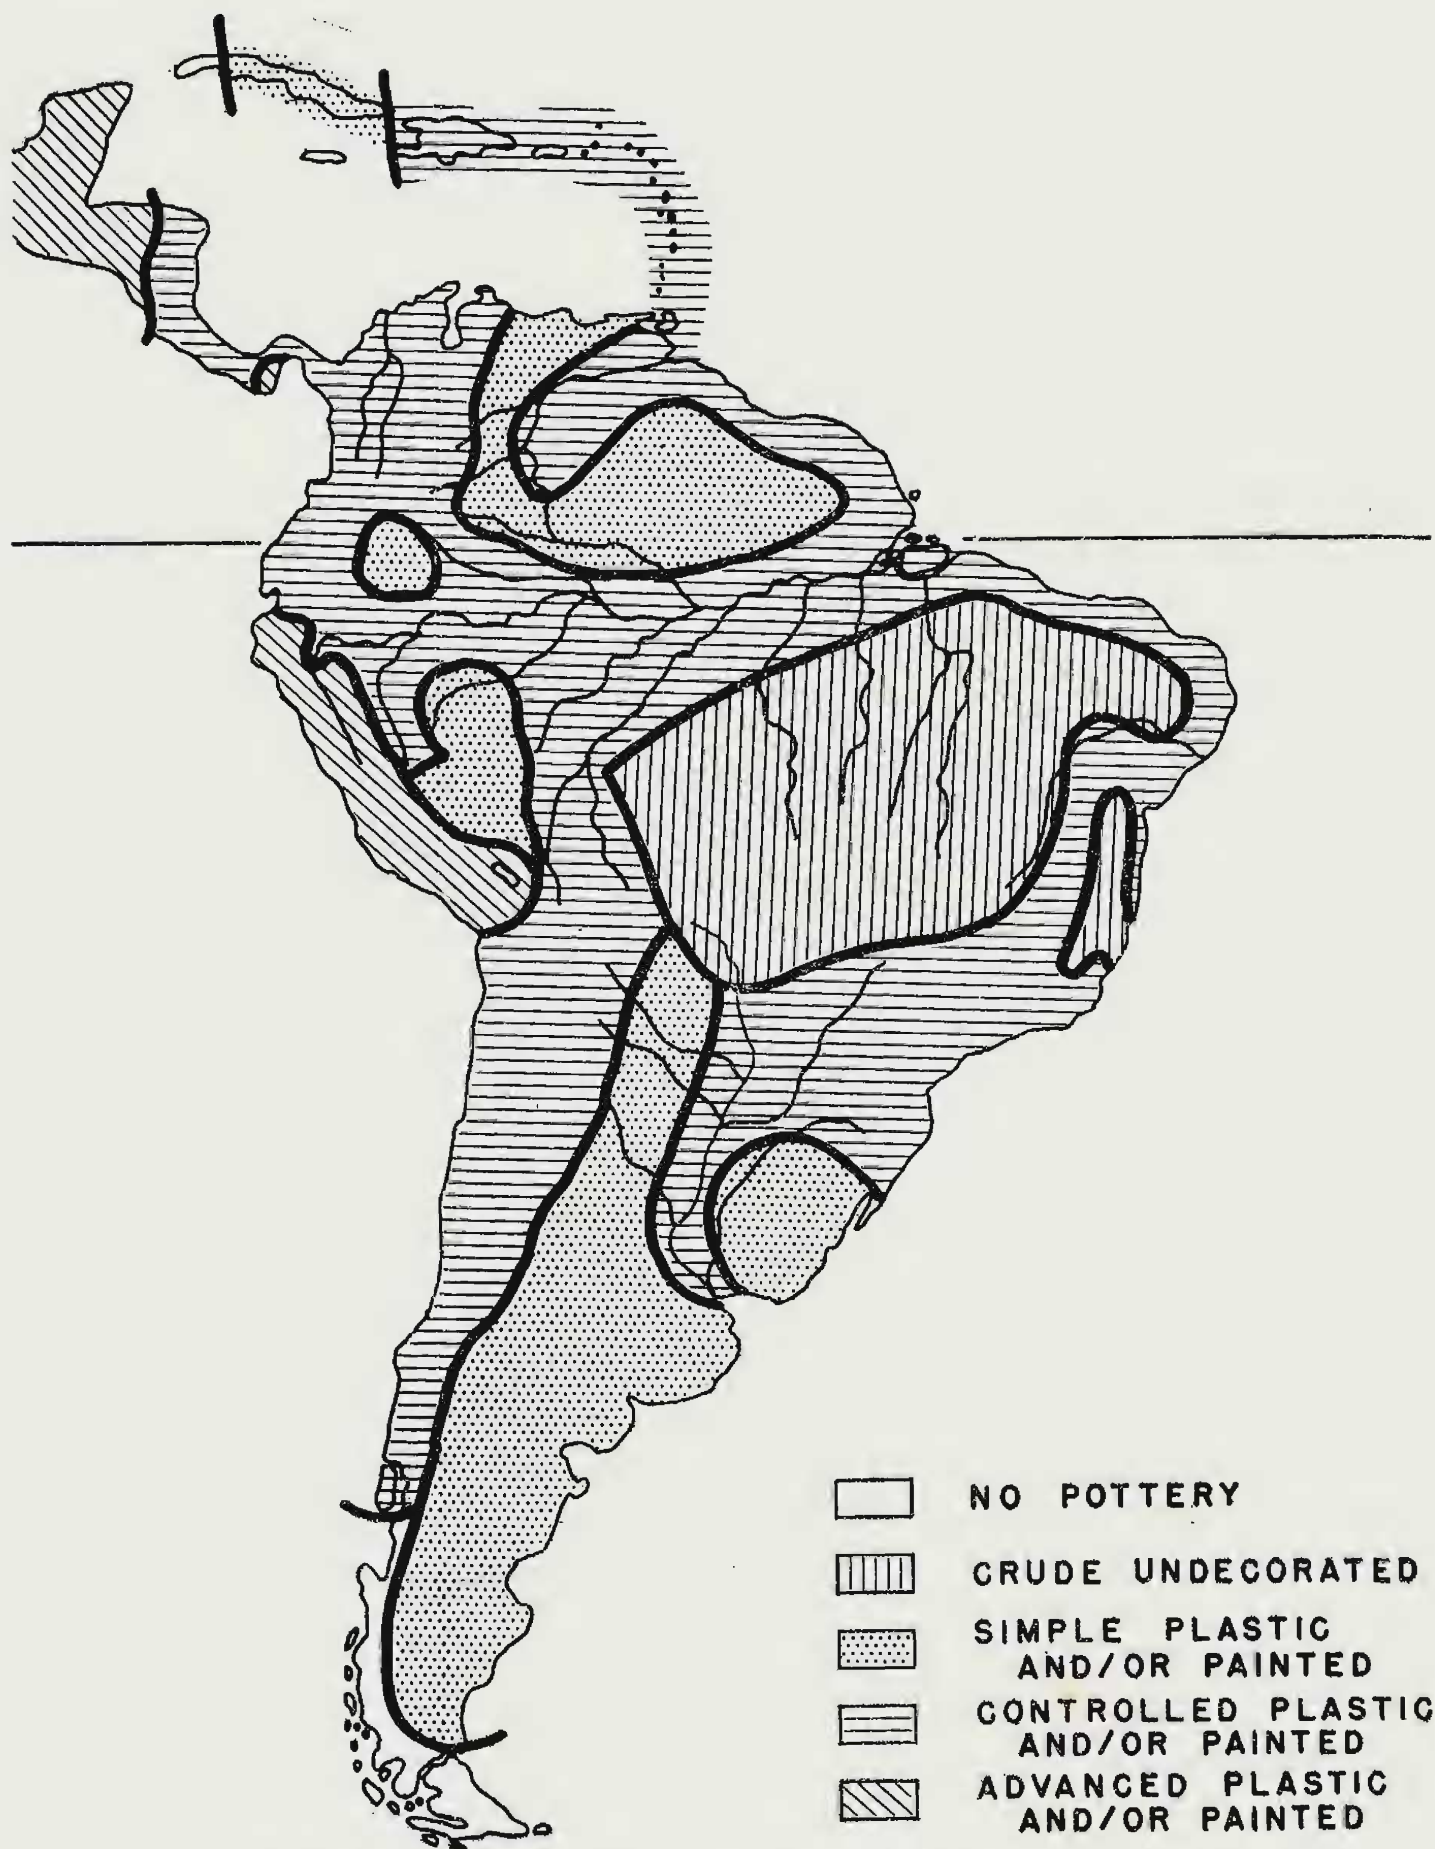 NO POTTERY
CRUDE UNDECORATED
SIMPLE PLASTIC
AND/OR PAINTED
CONTROLLED PLASTIC
AND/OR PAINTED
ADVANCED PLASTIC
AND/OR PAINTED